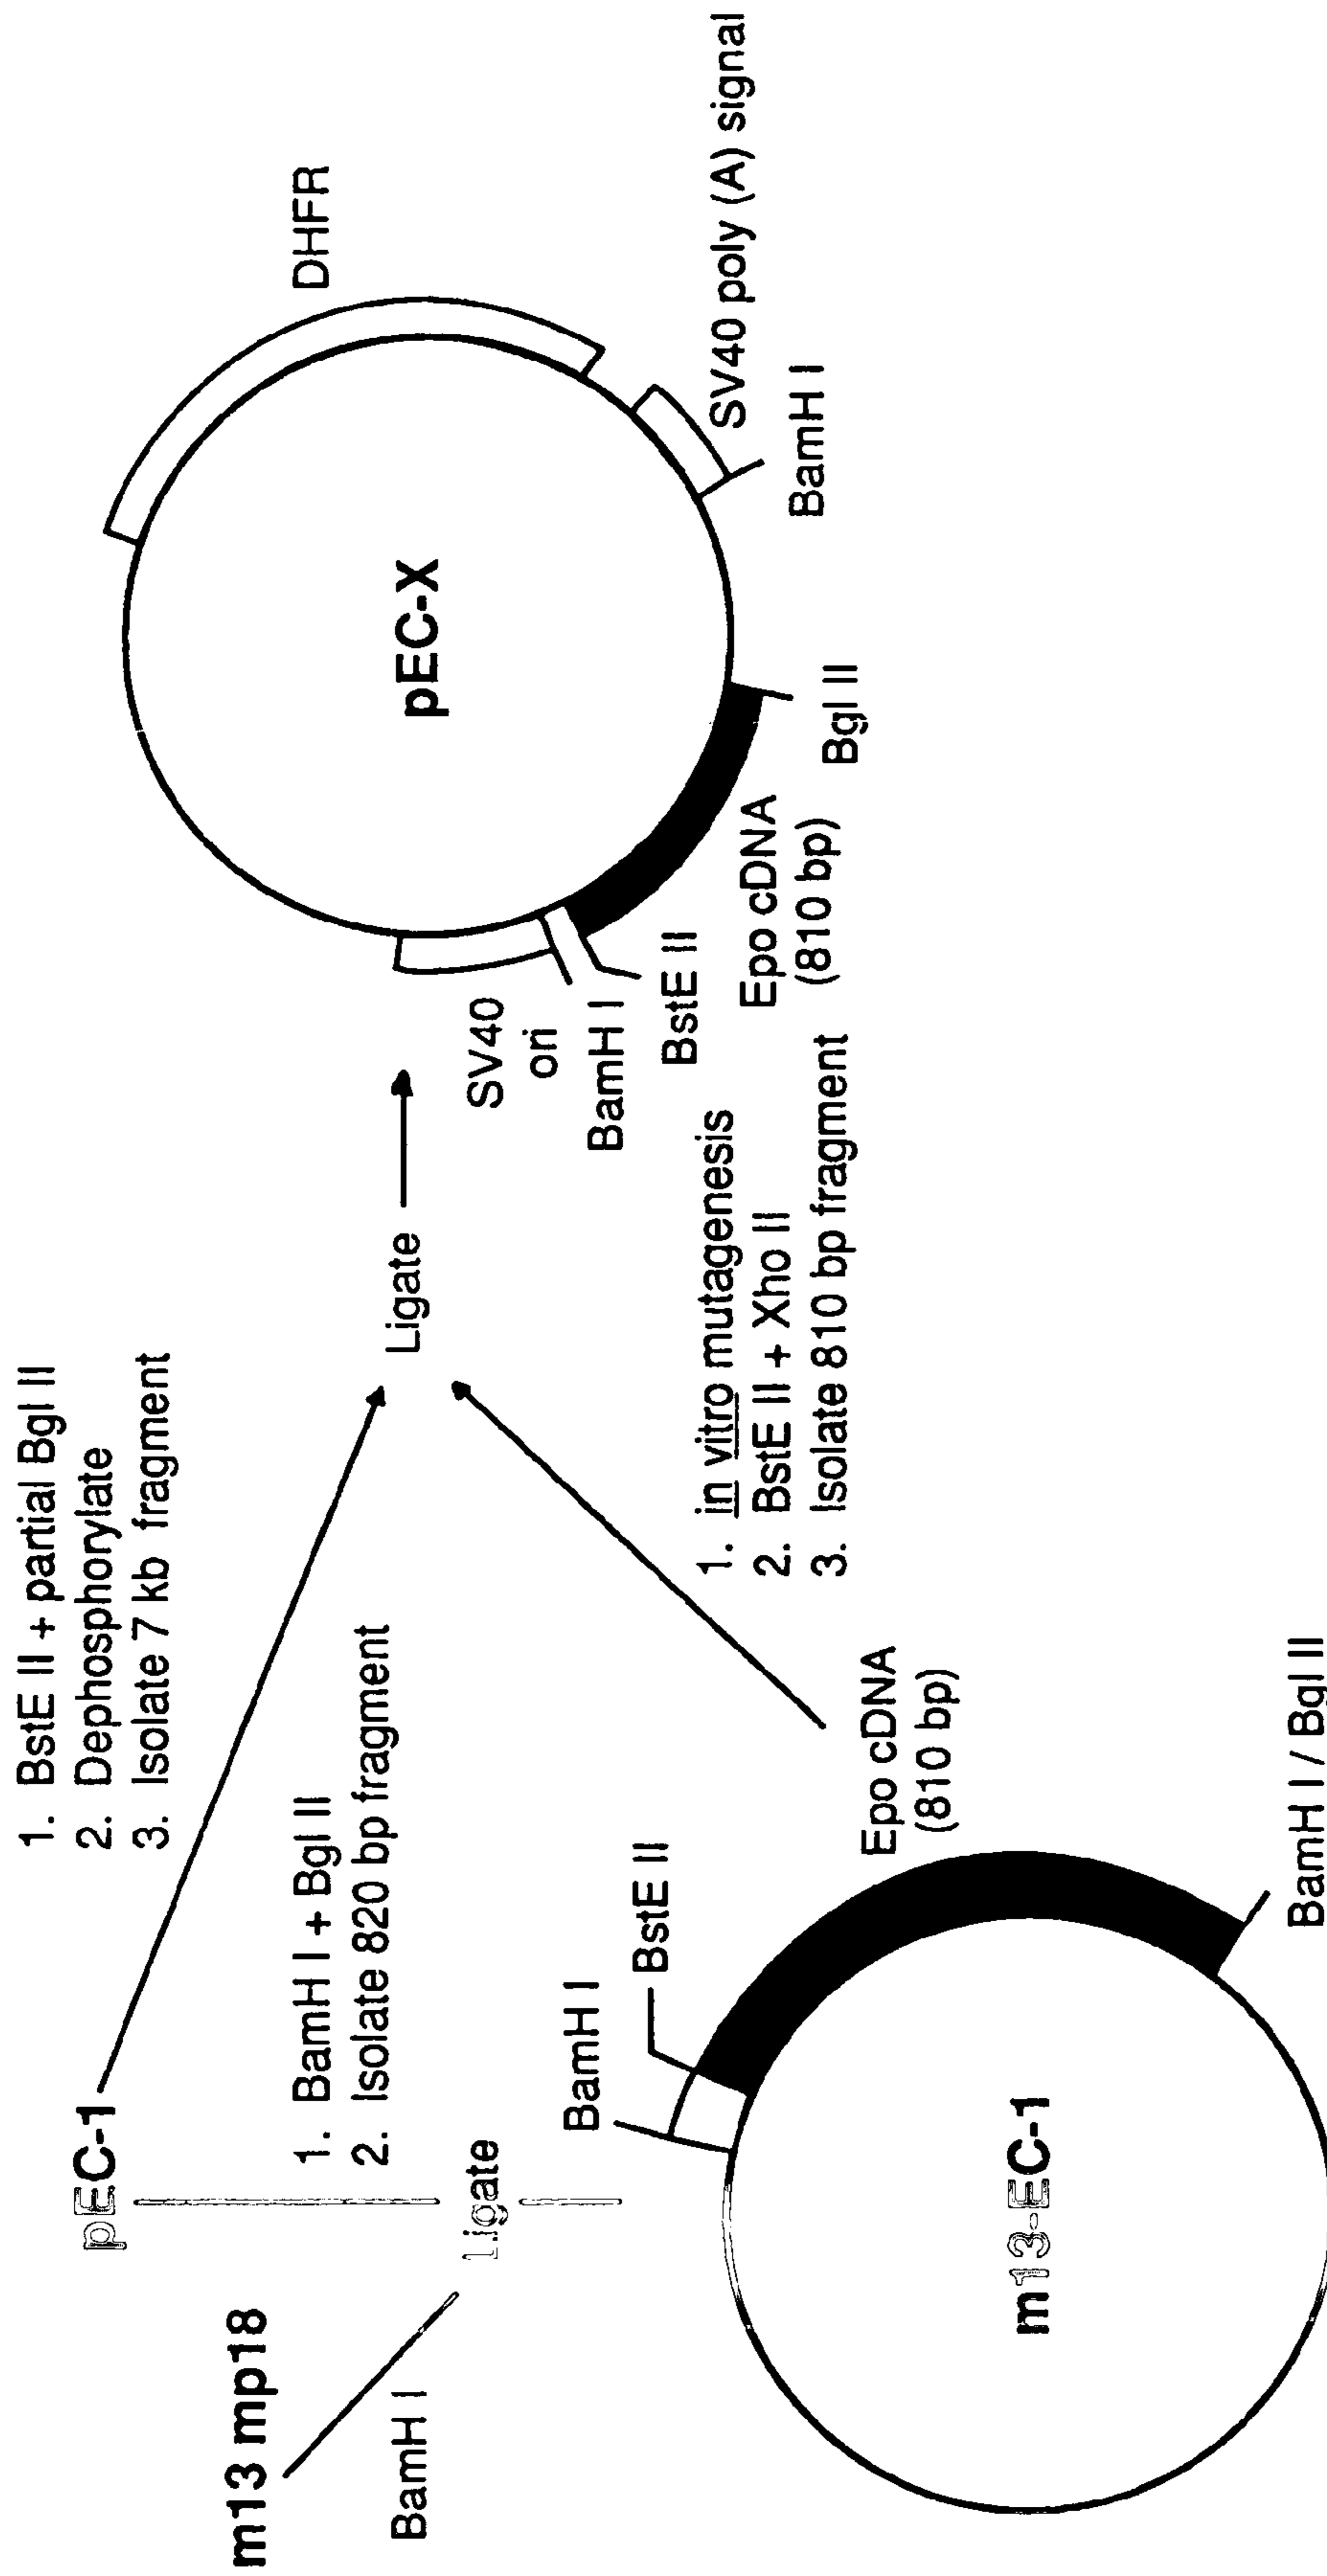 m13 mp18
BamH I
pEC-1
1. BstE II + partial Bgl II
2. Dephosphorylate
3. Isolate 7 kb fragment
1. BamH I + Bgl II
2. Isolate 820 bp fragment
Ligate
BamH I
BstE II
m13-EC-1
Epo cDNA
(810 bp)
BamH I / Bgl II
1. in vitro mutagenesis
2. BstE II + Xho II
3. Isolate 810 bp fragment
Ligate
pEC-X
DHFR
SV40
ori
BamH I
BstE II
Epo cDNA
(810 bp)
Bgl II
BamH I
SV40 poly (A) signal